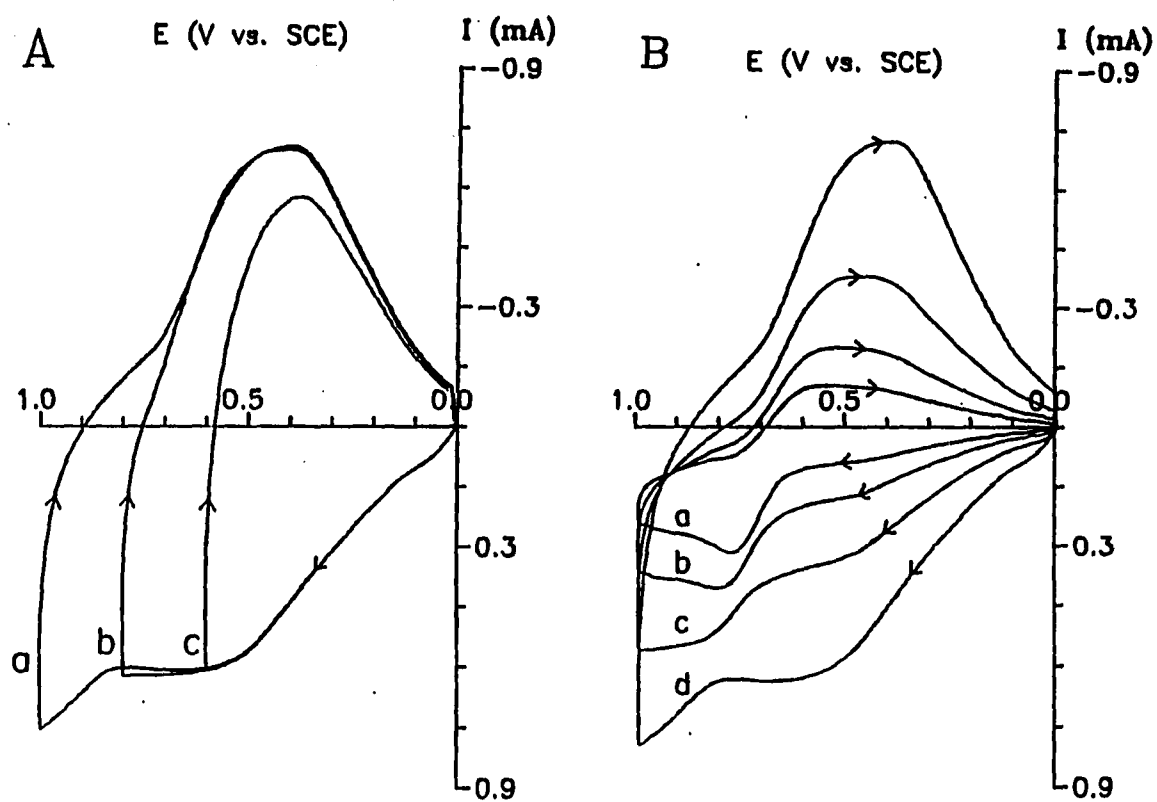 A
E (V vs. SCE)
I (mA)
-0.9
-0.3
1.0
0.5
0.0
0.3
0.9
a
b
c
B
E (V vs. SCE)
I (mA)
-0.9
-0.3
1.0
0.5
0.0
0.3
0.9
a
b
c
d